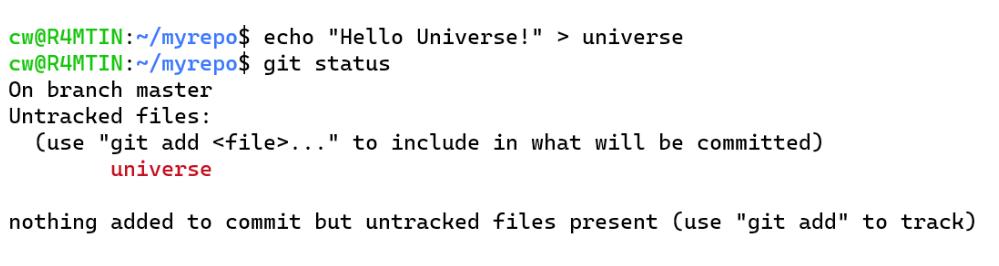 cw@R4MTIN:~/myrepo$ echo "Hello Universe!" > universe
cw@R4MTIN:~/myrepo$ git status
On branch master
Untracked files:
  (use "git add <file>..." to include in what will be committed)
        universe

nothing added to commit but untracked files present (use "git add" to track)